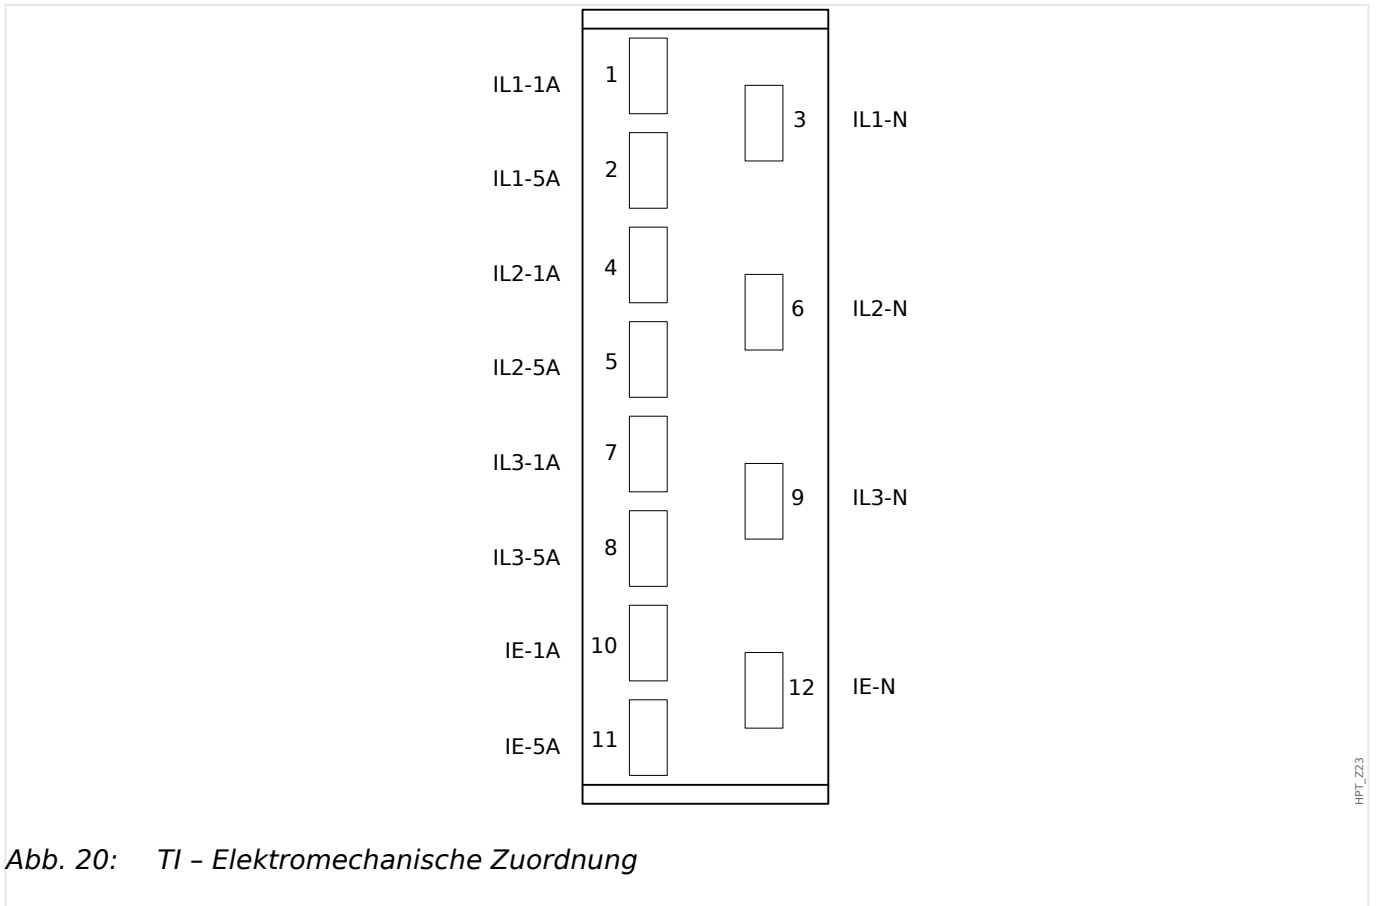 IL1-1A 1
3 IL1-N
IL1-5A 2
IL2-1A 4
6 IL2-N
IL2-5A 5
IL3-1A 7
9 IL3-N
IL3-5A 8
IE-1A 10
12 IE-N
IE-5A 11
HPT_Z23
Abb. 20: TI – Elektromechanische Zuordnung